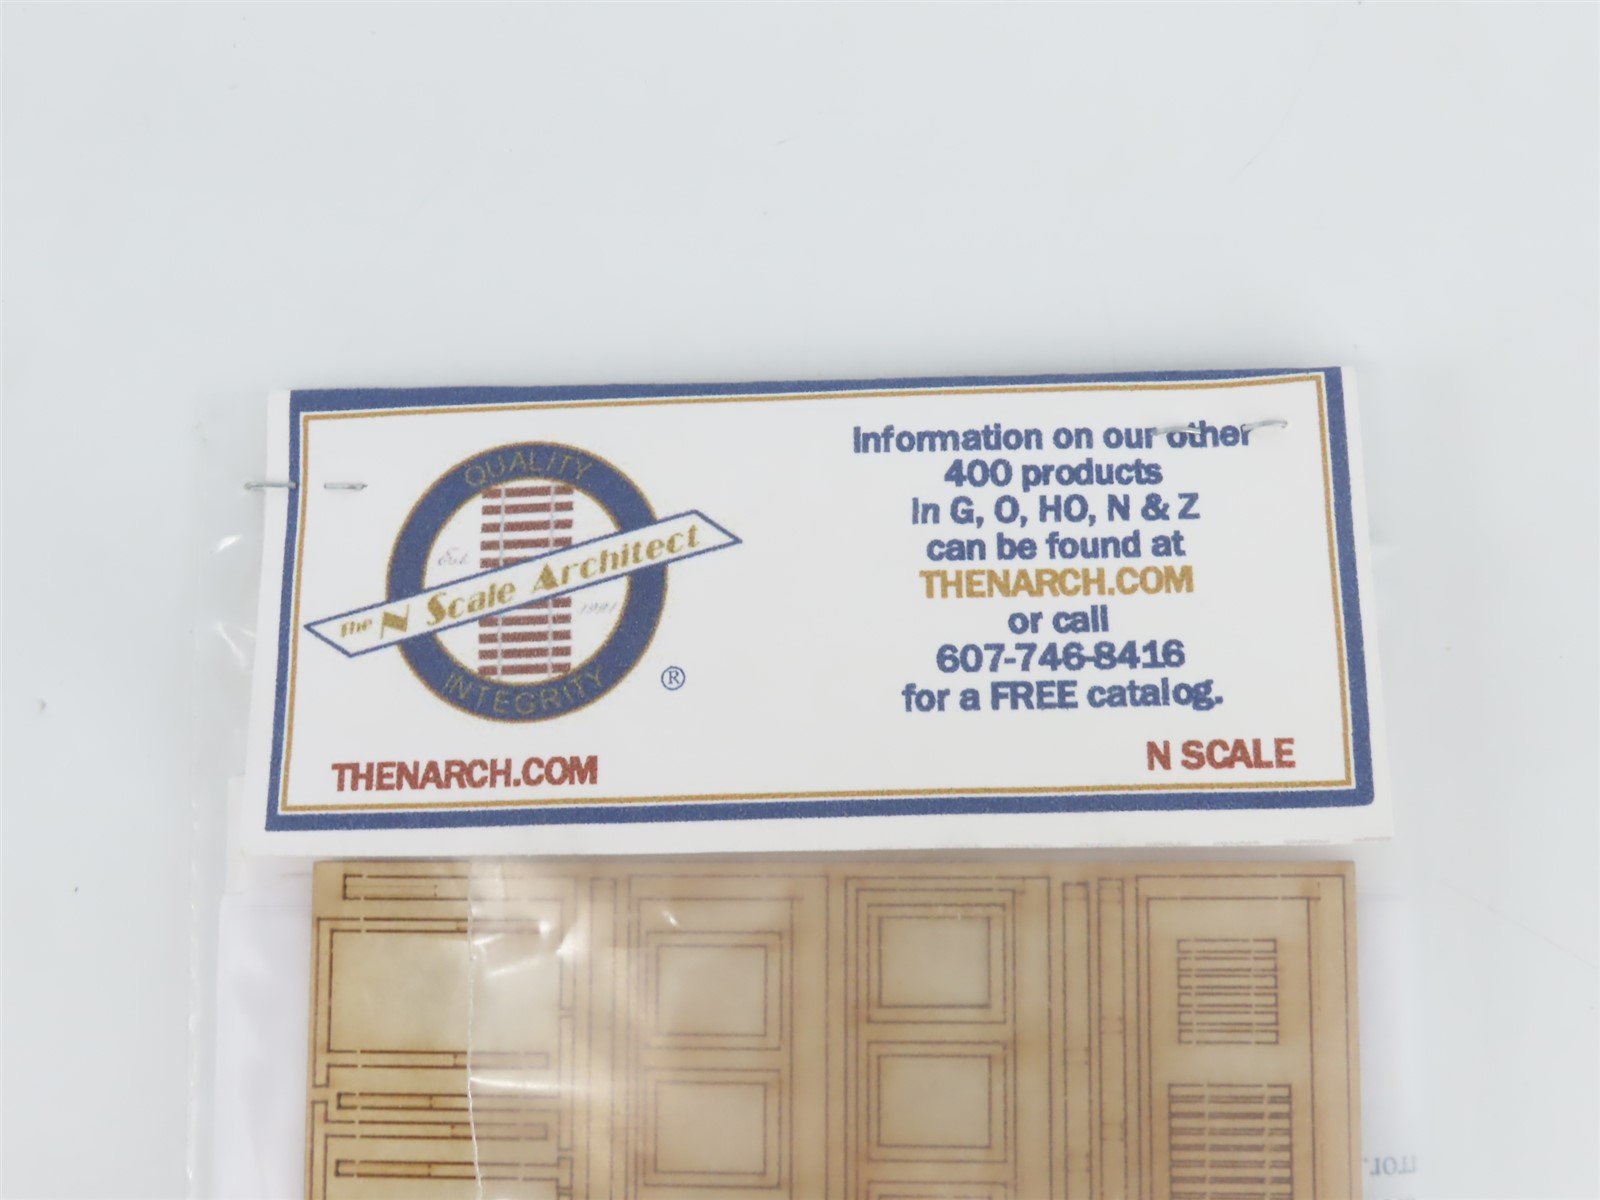 QUALITY
Est.
The N Scale Architect
1991
INTEGRITY
®
THENARCH.COM
Information on our other
400 products
in G, O, HO, N & Z
can be found at
THENARCH.COM
or call
607-746-8416
for a FREE catalog.
N SCALE